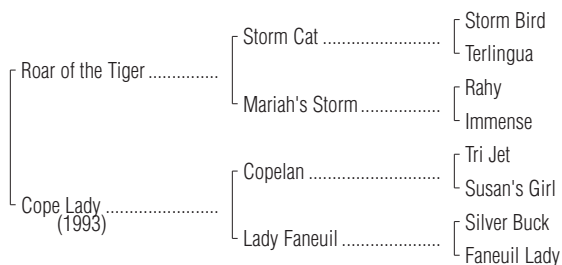 Storm Bird
Storm Cat ........................
Terlingua
Roar of the Tiger ..............
Rahy
Mariah's Storm ................
Immense
Tri Jet
Copelan ..........................
Susan's Girl
Cope Lady .......................
(1993)
Silver Buck
Lady Faneuil ....................
Faneuil Lady